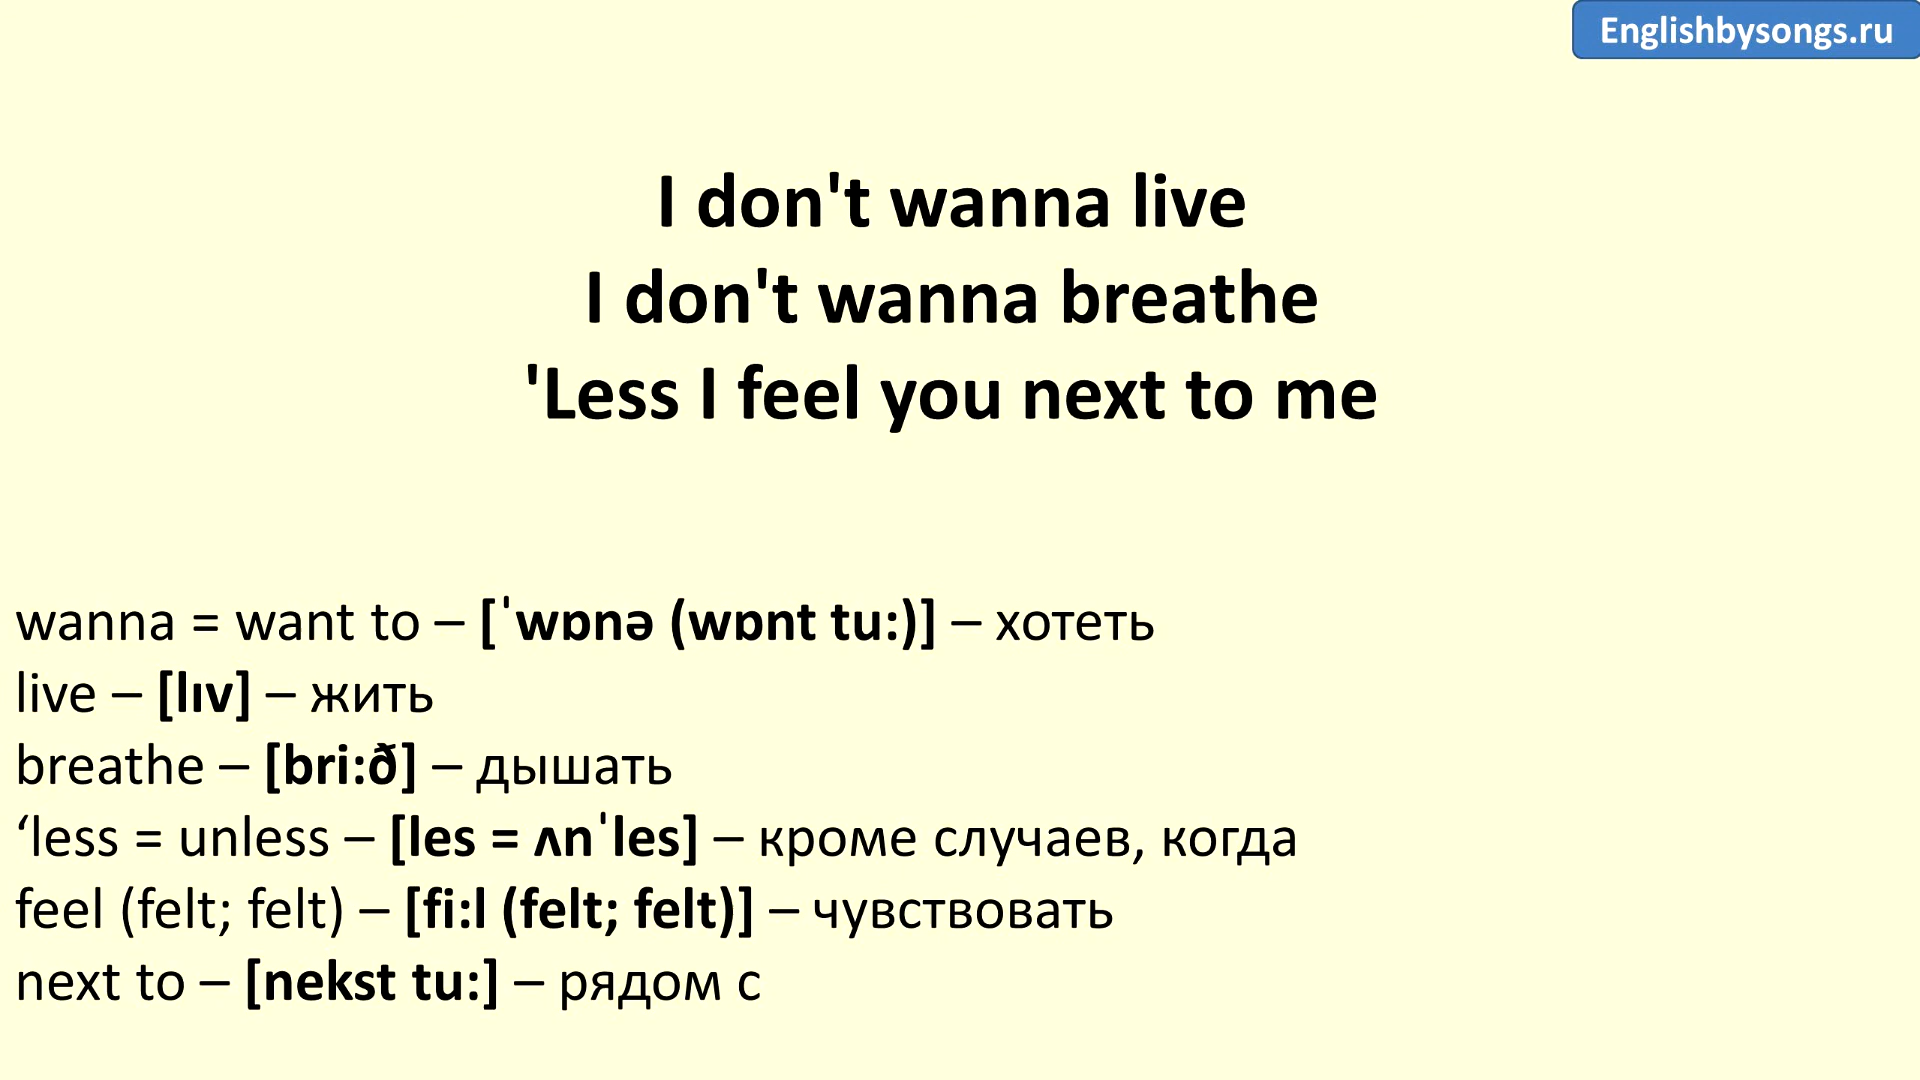 Englishbysongs.ru
I don't wanna live
I don't wanna breathe
'Less I feel you next to me
wanna = want to – [ˈwɒnə (wɒnt tu:)] – хотеть
live – [lɪv] – жить
breathe – [bri:ð] – дышать
‘less = unless – [les = ʌnˈles] – кроме случаев, когда
feel (felt; felt) – [fi:l (felt; felt)] – чувствовать
next to – [nekst tu:] – рядом с